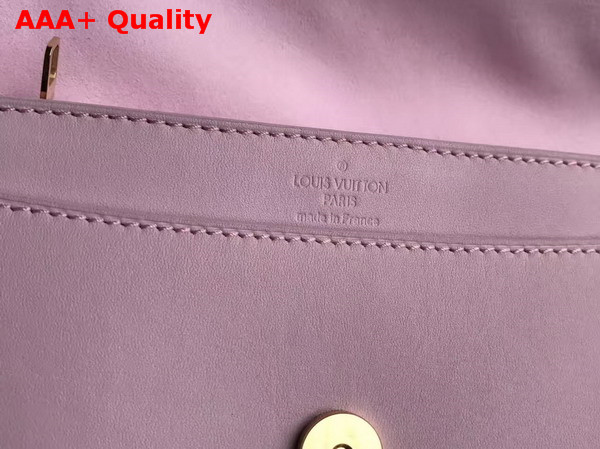 AAA+ Quality
LOUIS VUITTON
PARIS
made in France